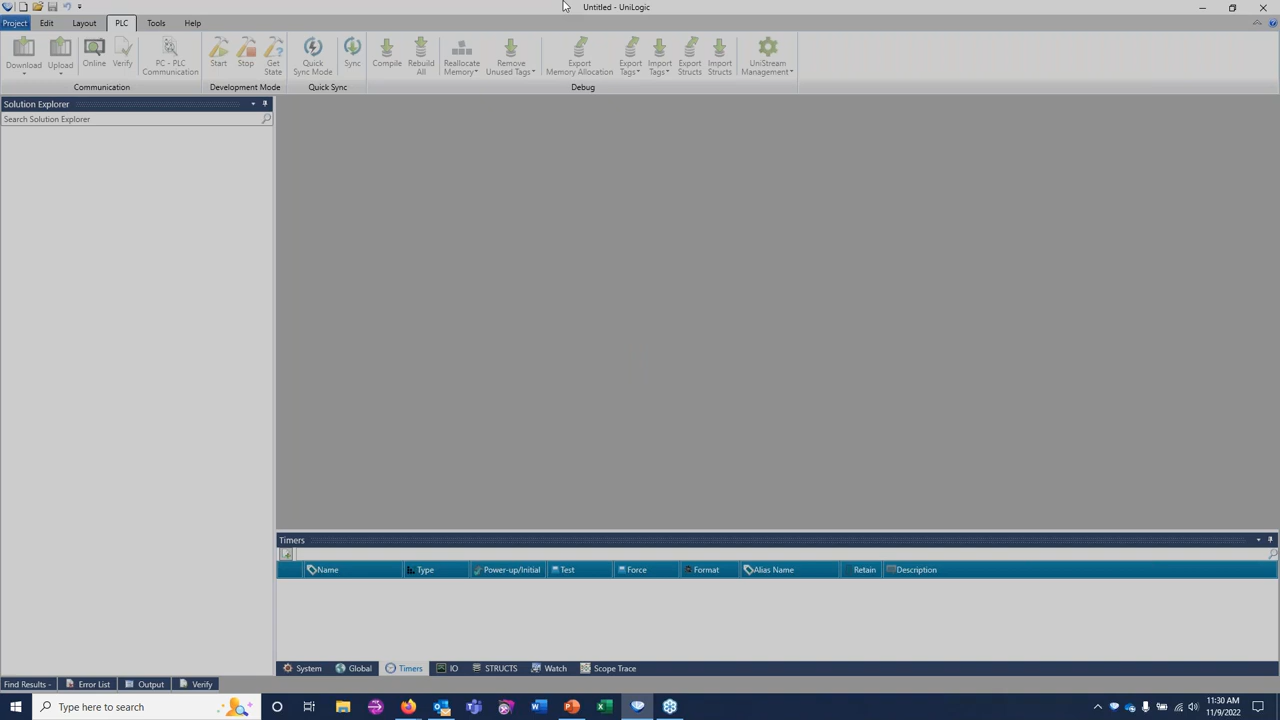 Untitled - UniLogic
Project Edit Layout PLC Tools Help
Download Upload Online Verify PC - PLC Communication Start Stop Get State Quick Sync Mode Sync Compile Rebuild All Reallocate Memory Remove Unused Tags Export Memory Allocation Export Tags Import Tags Export Structs Import Structs UniStream Management
Communication Development Mode Quick Sync Debug
Solution Explorer
Search Solution Explorer
Timers
Name Type Power-up/Initial Test Force Format Alias Name Retain Description
System Global Timers IO STRUCTS Watch Scope Trace
Find Results - Error List Output Verify
Type here to search
11:30 AM
11/9/2022